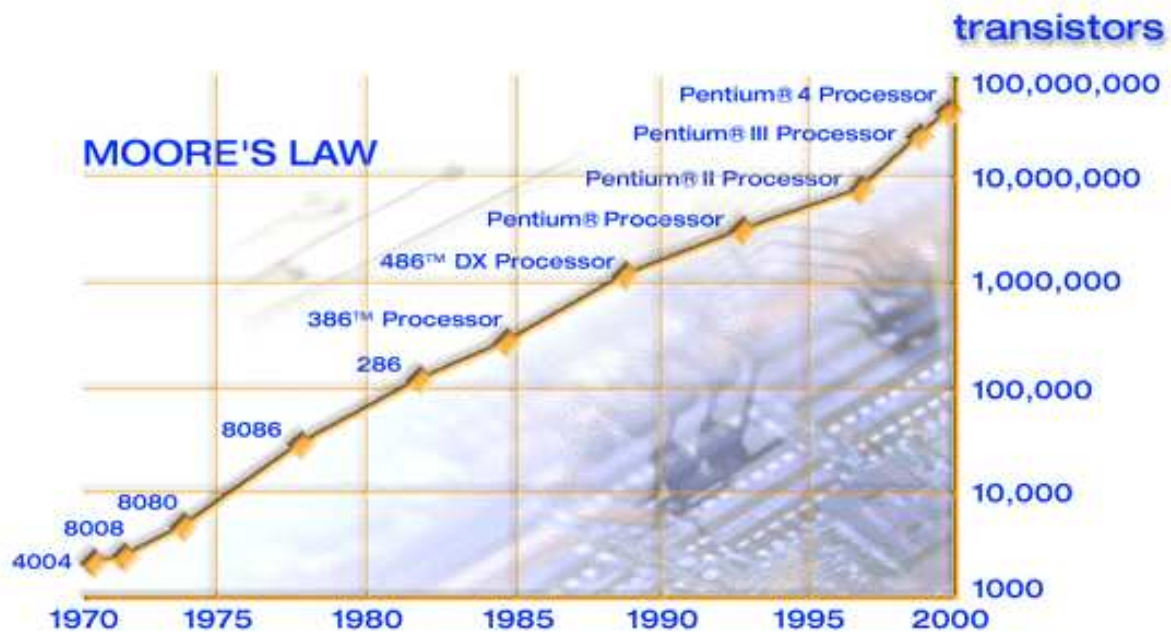 transistors
100,000,000
Pentium® 4 Processor
Pentium® III Processor
MOORE'S LAW
10,000,000
Pentium® II Processor
Pentium® Processor
486™ DX Processor
1,000,000
386™ Processor
286
100,000
8086
8080
10,000
8008
4004
1000
1970 1975 1980 1985 1990 1995 2000